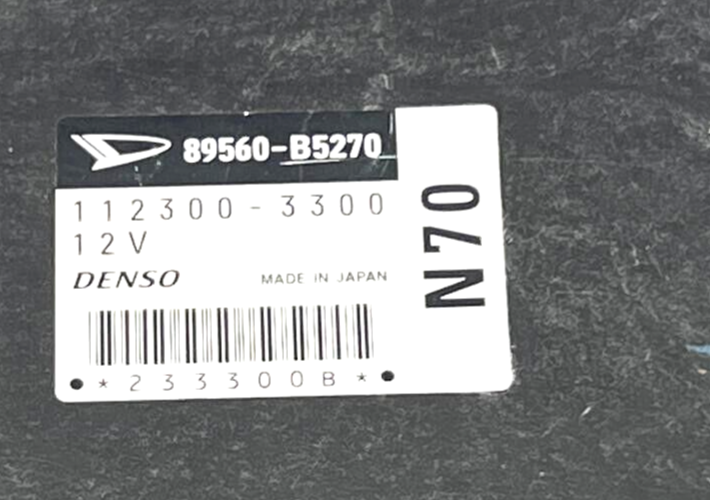 89560-B5270
112300-3300
12V
DENSO MADE IN JAPAN
*233300B*
N70